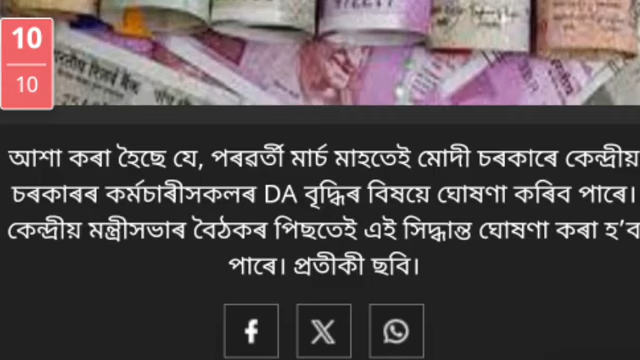 10
10
আশা কৰা হৈছে যে, পৰৱৰ্তী মাৰ্চ মাহতেই মোদী চৰকাৰে কেন্দ্ৰীয়
চৰকাৰৰ কৰ্মচাৰীসকলৰ DA বৃদ্ধিৰ বিষয়ে ঘোষণা কৰিব পাৰে।
কেন্দ্ৰীয় মন্ত্ৰীসভাৰ বৈঠকৰ পিছতেই এই সিদ্ধান্ত ঘোষণা কৰা হ’ব
পাৰে। প্ৰতীকী ছবি।